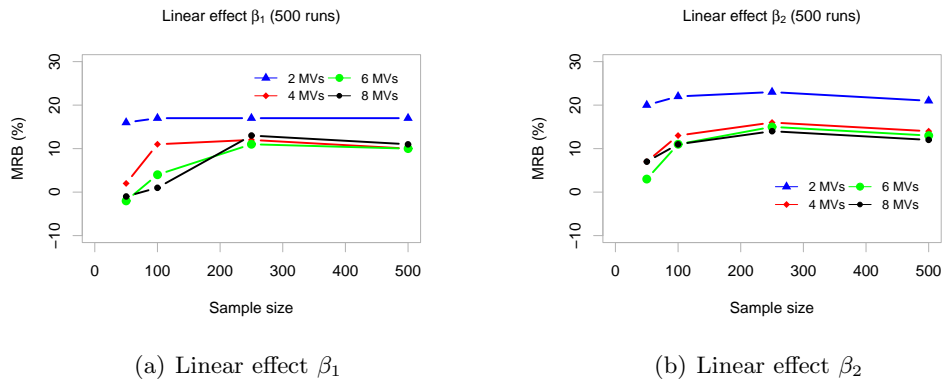 Linear effect β₁ (500 runs)
MRB (%)
30
20
10
0
−10
2 MVs
4 MVs
6 MVs
8 MVs
0 100 200 300 400 500
Sample size
(a) Linear effect β₁
Linear effect β₂ (500 runs)
MRB (%)
30
20
10
0
−10
2 MVs
4 MVs
6 MVs
8 MVs
0 100 200 300 400 500
Sample size
(b) Linear effect β₂